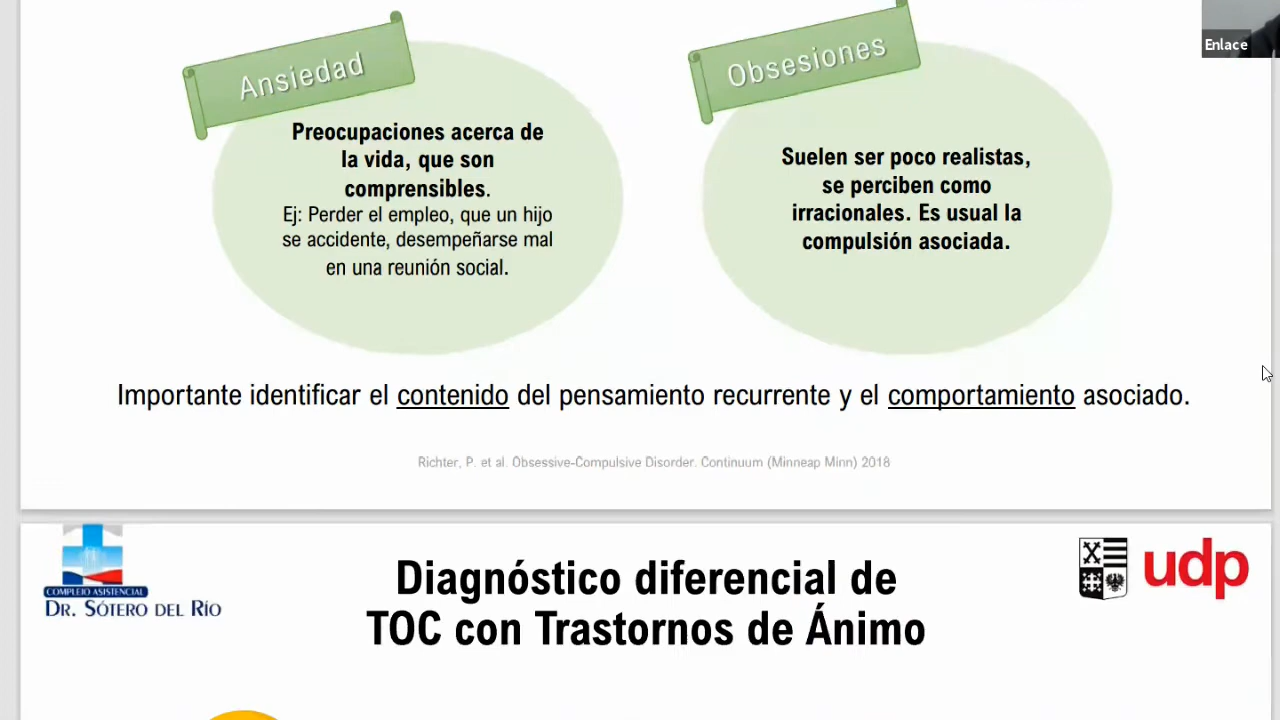 Ansiedad
Obsesiones
Enlace
Preocupaciones acerca de
la vida, que son
comprensibles.
Ej: Perder el empleo, que un hijo
se accidente, desempeñarse mal
en una reunión social.
Suelen ser poco realistas,
se perciben como
irracionales. Es usual la
compulsión asociada.
Importante identificar el contenido del pensamiento recurrente y el comportamiento asociado.
Richter, P. et al. Obsessive-Compulsive Disorder. Continuum (Minneap Minn) 2018
COMPLEJO ASISTENCIAL
DR. SÓTERO DEL RÍO
Diagnóstico diferencial de
TOC con Trastornos de Ánimo
udp